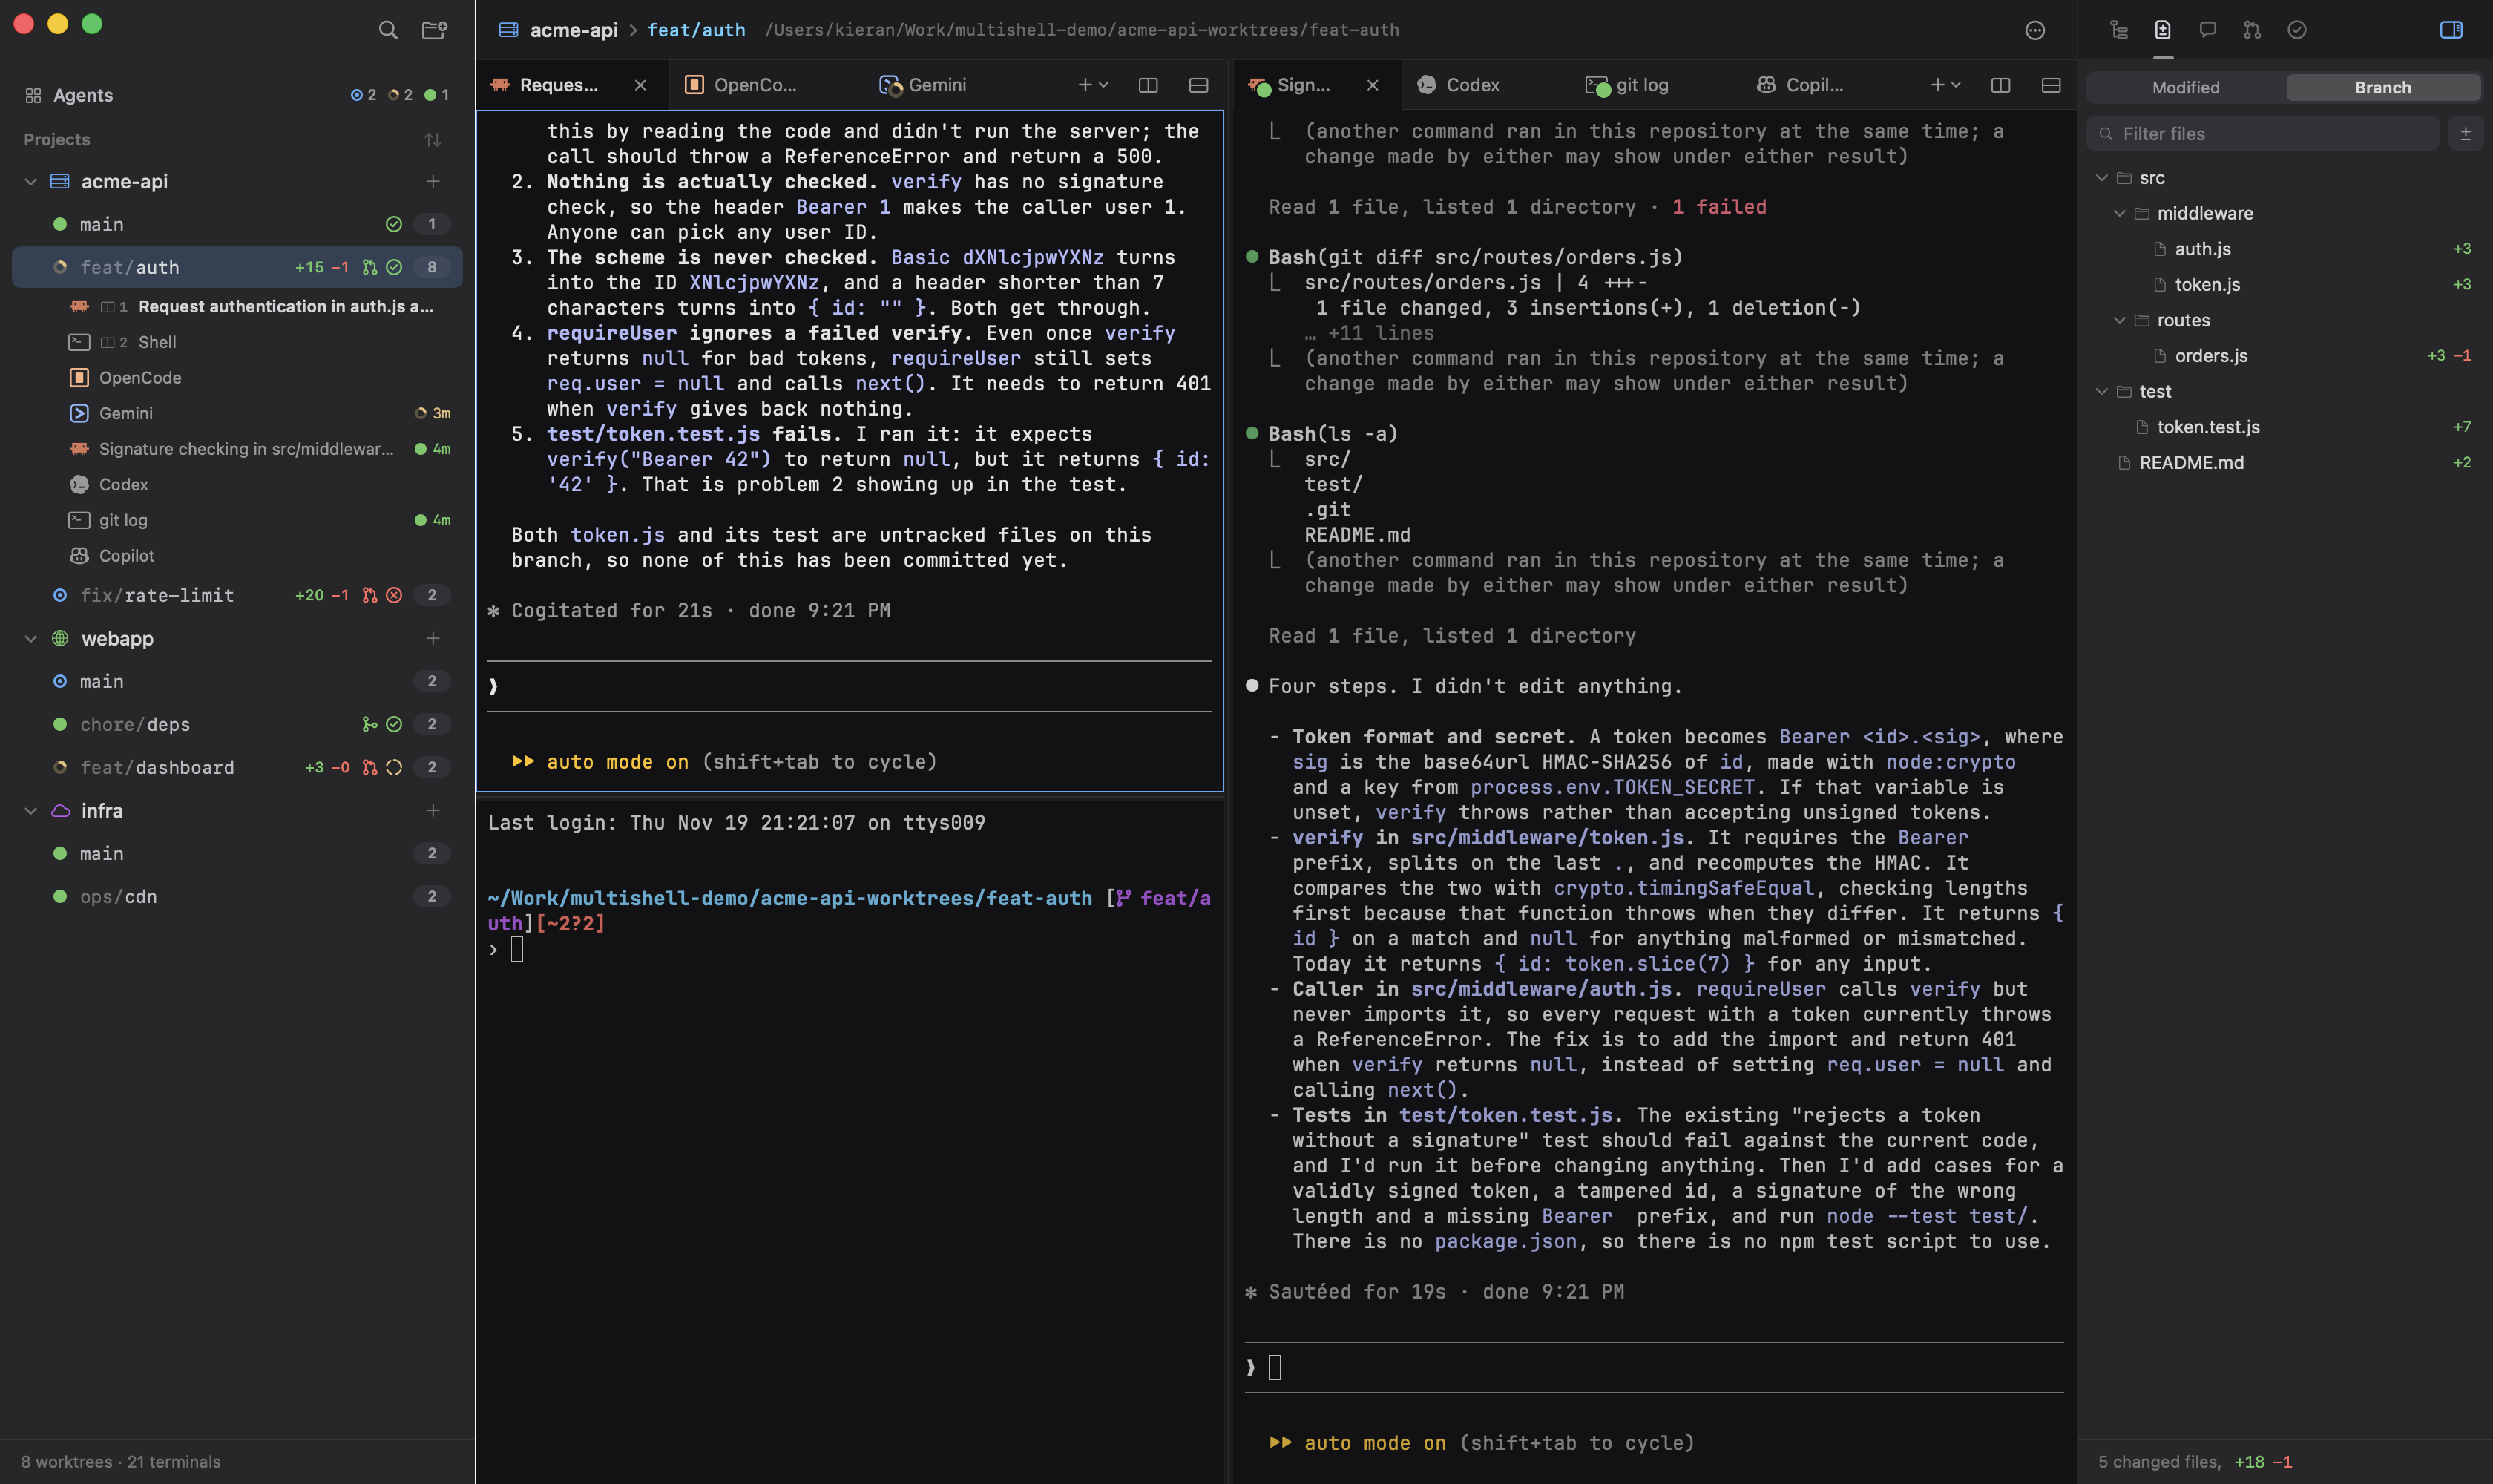 acme-api > feat/auth /Users/kieran/Work/multishell-demo/acme-api-worktrees/feat-auth
Agents 2 2 1
Projects
acme-api
main 1
feat/auth +15 −1 8
1 Request authentication in auth.js a...
2 Shell
OpenCode
Gemini 3m
Signature checking in src/middlewar... 4m
Codex
git log 4m
Copilot
fix/rate-limit +20 −1 2
webapp
main 2
chore/deps 2
feat/dashboard +3 −0 2
infra
main 2
ops/cdn 2
8 worktrees · 21 terminals
Reques... OpenCo... Gemini
this by reading the code and didn't run the server; the
call should throw a ReferenceError and return a 500.
2. Nothing is actually checked. verify has no signature
check, so the header Bearer 1 makes the caller user 1.
Anyone can pick any user ID.
3. The scheme is never checked. Basic dXNlcjpwYXNz turns
into the ID XNlcjpwYXNz, and a header shorter than 7
characters turns into { id: "" }. Both get through.
4. requireUser ignores a failed verify. Even once verify
returns null for bad tokens, requireUser still sets
req.user = null and calls next(). It needs to return 401
when verify gives back nothing.
5. test/token.test.js fails. I ran it: it expects
verify("Bearer 42") to return null, but it returns { id:
'42' }. That is problem 2 showing up in the test.
Both token.js and its test are untracked files on this
branch, so none of this has been committed yet.
✻ Cogitated for 21s · done 9:21 PM
❯
⏵⏵ auto mode on (shift+tab to cycle)
Last login: Thu Nov 19 21:21:07 on ttys009
~/Work/multishell-demo/acme-api-worktrees/feat-auth [feat/a
uth][~2?2]
›
Sign... Codex git log Copil...
⎿ (another command ran in this repository at the same time; a
change made by either may show under either result)
Read 1 file, listed 1 directory · 1 failed
Bash(git diff src/routes/orders.js)
⎿ src/routes/orders.js | 4 +++-
1 file changed, 3 insertions(+), 1 deletion(-)
… +11 lines
⎿ (another command ran in this repository at the same time; a
change made by either may show under either result)
Bash(ls -a)
⎿ src/
test/
.git
README.md
⎿ (another command ran in this repository at the same time; a
change made by either may show under either result)
Read 1 file, listed 1 directory
Four steps. I didn't edit anything.
- Token format and secret. A token becomes Bearer <id>.<sig>, where
sig is the base64url HMAC-SHA256 of id, made with node:crypto
and a key from process.env.TOKEN_SECRET. If that variable is
unset, verify throws rather than accepting unsigned tokens.
- verify in src/middleware/token.js. It requires the Bearer
prefix, splits on the last ., and recomputes the HMAC. It
compares the two with crypto.timingSafeEqual, checking lengths
first because that function throws when they differ. It returns {
id } on a match and null for anything malformed or mismatched.
Today it returns { id: token.slice(7) } for any input.
- Caller in src/middleware/auth.js. requireUser calls verify but
never imports it, so every request with a token currently throws
a ReferenceError. The fix is to add the import and return 401
when verify returns null, instead of setting req.user = null and
calling next().
- Tests in test/token.test.js. The existing "rejects a token
without a signature" test should fail against the current code,
and I'd run it before changing anything. Then I'd add cases for a
validly signed token, a tampered id, a signature of the wrong
length and a missing Bearer  prefix, and run node --test test/.
There is no package.json, so there is no npm test script to use.
✻ Sautéed for 19s · done 9:21 PM
❯
⏵⏵ auto mode on (shift+tab to cycle)
Modified Branch
Filter files
src
middleware
auth.js +3
token.js +3
routes
orders.js +3 −1
test
token.test.js +7
README.md +2
5 changed files, +18 −1